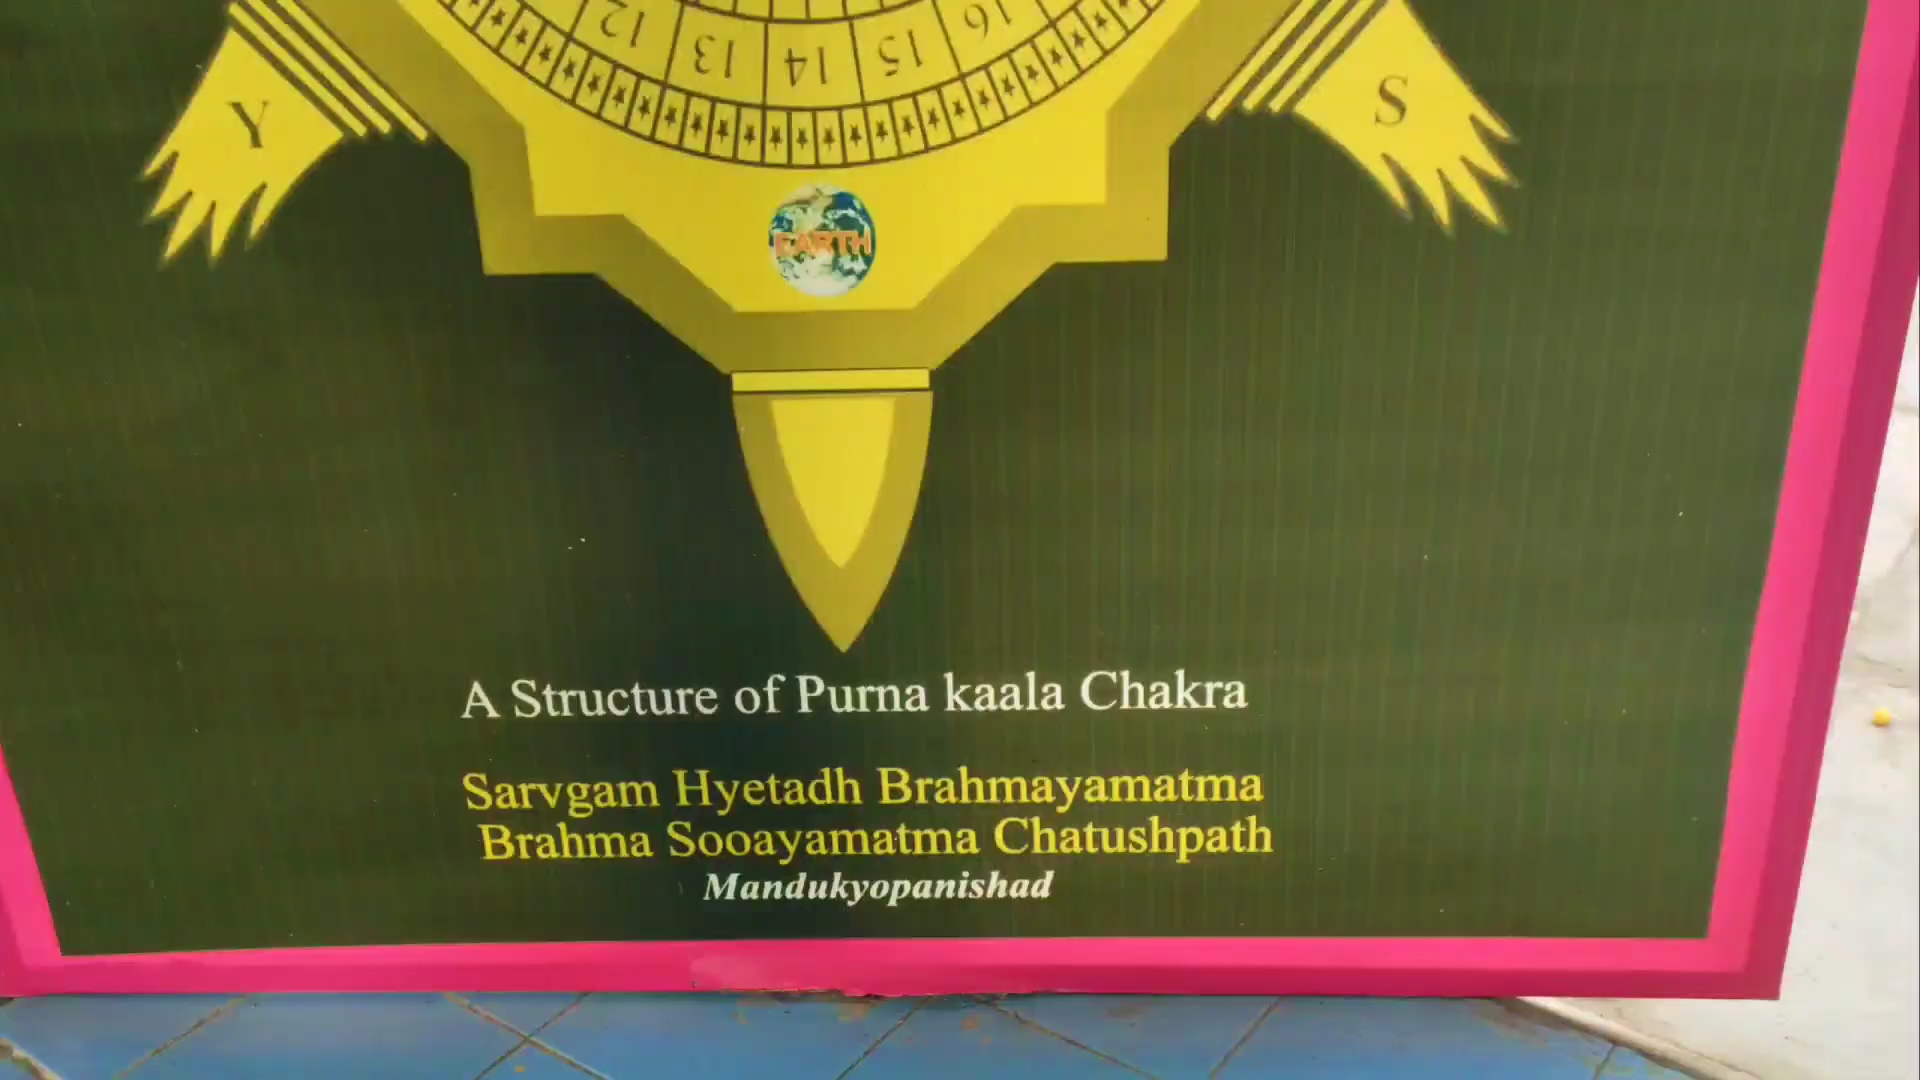 12 13 14 15 16
Y
S
EARTH
A Structure of Purna kaala Chakra
Sarvgam Hyetadh Brahmayamatma
Brahma Sooayamatma Chatushpath
Mandukyopanishad